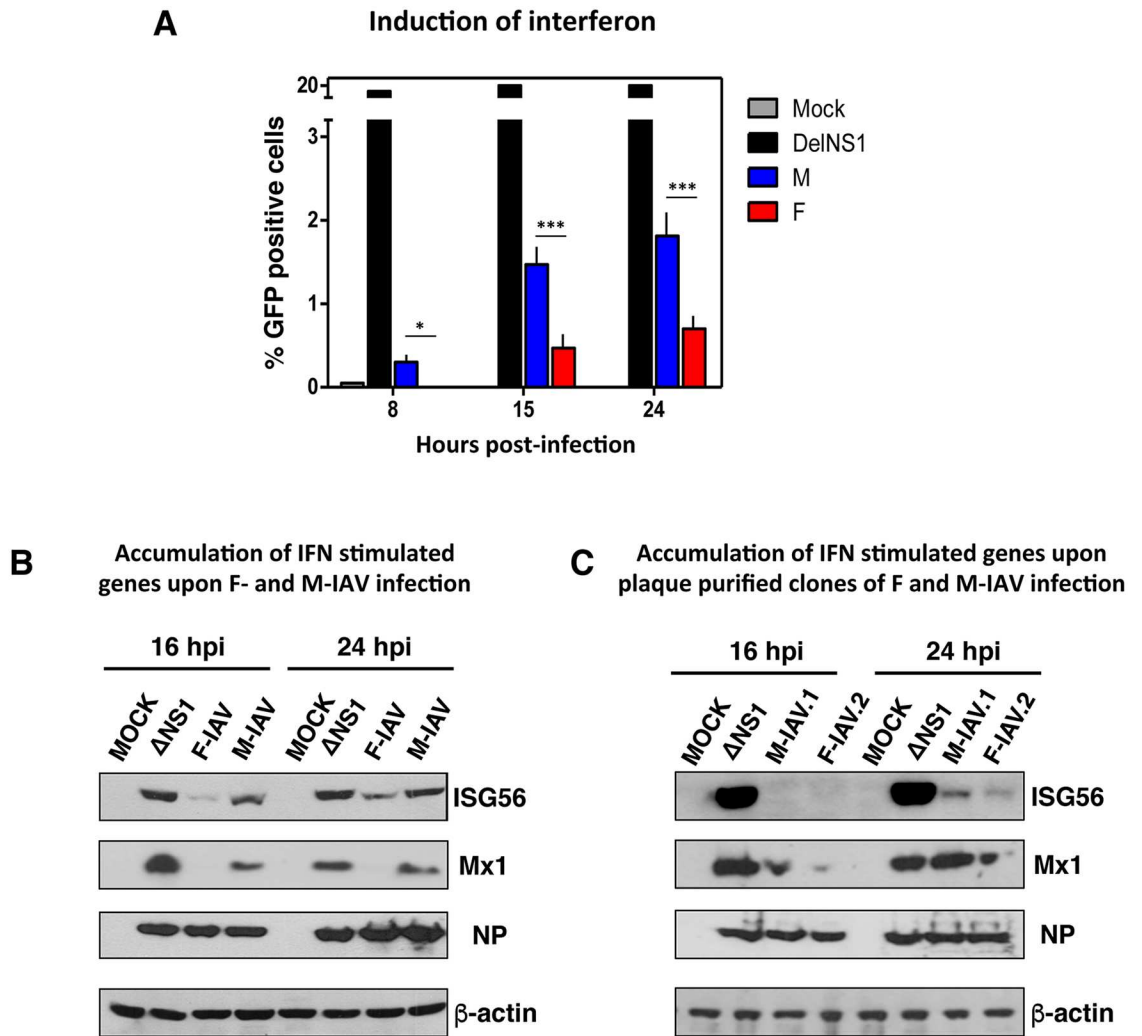 A
Induction of interferon
% GFP positive cells
20
3
2
1
0
*
***
***
8 15 24
Hours post-infection
Mock
DelNS1
M
F
B
Accumulation of IFN stimulated
genes upon F- and M-IAV infection
16 hpi 24 hpi
MOCK ΔNS1 F-IAV M-IAV MOCK ΔNS1 F-IAV M-IAV
ISG56
Mx1
NP
β-actin
C
Accumulation of IFN stimulated genes upon
plaque purified clones of F and M-IAV infection
16 hpi 24 hpi
MOCK ΔNS1 M-IAV.1 F-IAV.2 MOCK ΔNS1 M-IAV.1 F-IAV.2
ISG56
Mx1
NP
β-actin